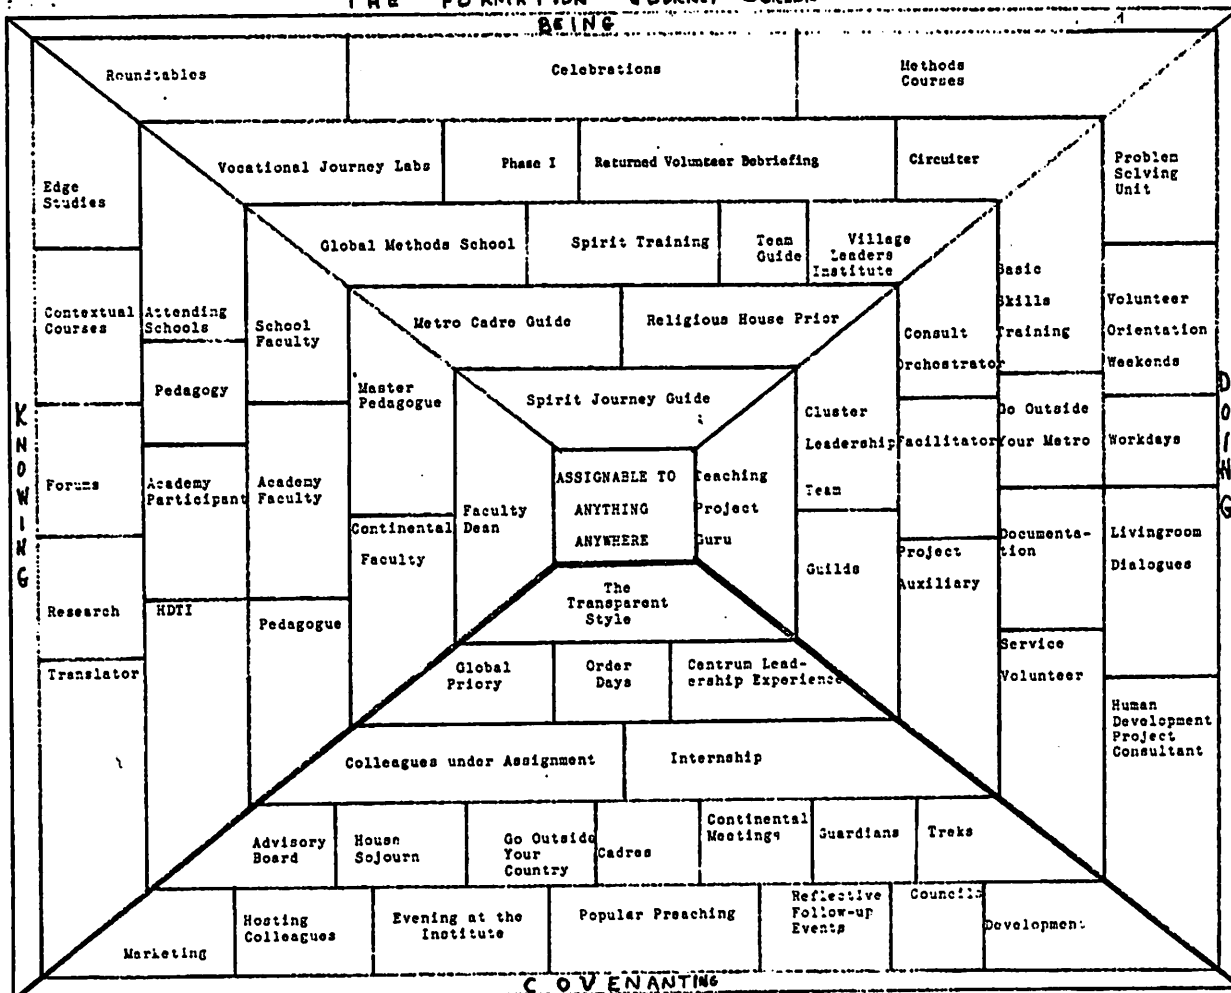 THE FORMATION JOURNEY
BEING
Roundtables
Celebrations
Methods
Courses
Vocational Journey Labs
Phase I
Returned Volunteer Debriefing
Circuiter
Global Methods School
Spirit Training
Team
Guide
Village
Leaders
Institute
Metro Cadre Guide
Religious House Prior
Spirit Journey Guide
KNOWING
Edge
Studies
Contextual
Courses
Forums
Research
Translator
Attending
Schools
Pedagogy
Academy
Participant
HDTI
School
Faculty
Academy
Faculty
Pedagogue
Master
Pedagogue
Continental
Faculty
Faculty
Dean
ASSIGNABLE TO
ANYTHING
ANYWHERE
Teaching
Project
Guru
Cluster
Leadership
Team
Guilds
Consult
Orchestrator
Facilitator
Project
Auxiliary
Basic
Skills
Training
Go Outside
Your Metro
Documenta-
tion
Service
Volunteer
Problem
Solving
Unit
Volunteer
Orientation
Weekends
Workdays
Livingroom
Dialogues
Human
Development
Project
Consultant
DOING
The
Transparent
Style
Global
Priory
Order
Days
Centrum Lead-
ership Experience
Colleagues under Assignment
Internship
Advisory
Board
House
Sojourn
Go Outside
Your
Country
Cadres
Continental
Meetings
Guardians
Treks
Marketing
Hosting
Colleagues
Evening at the
Institute
Popular Preaching
Reflective
Follow-up
Events
Councils
Development
COVENANTING